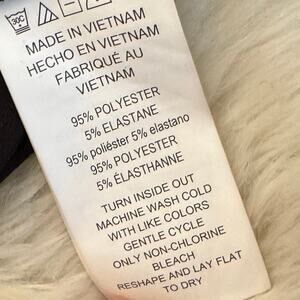 30C
MADE IN VIETNAM
HECHO EN VIETNAM
FABRIQUÉ AU
VIETNAM
95% POLYESTER
5% ELASTANE
95% poliéster 5% elastano
95% POLYESTER
5% ÉLASTHANNE
TURN INSIDE OUT
MACHINE WASH COLD
WITH LIKE COLORS
GENTLE CYCLE
ONLY NON-CHLORINE
BLEACH
RESHAPE AND LAY FLAT
TO DRY